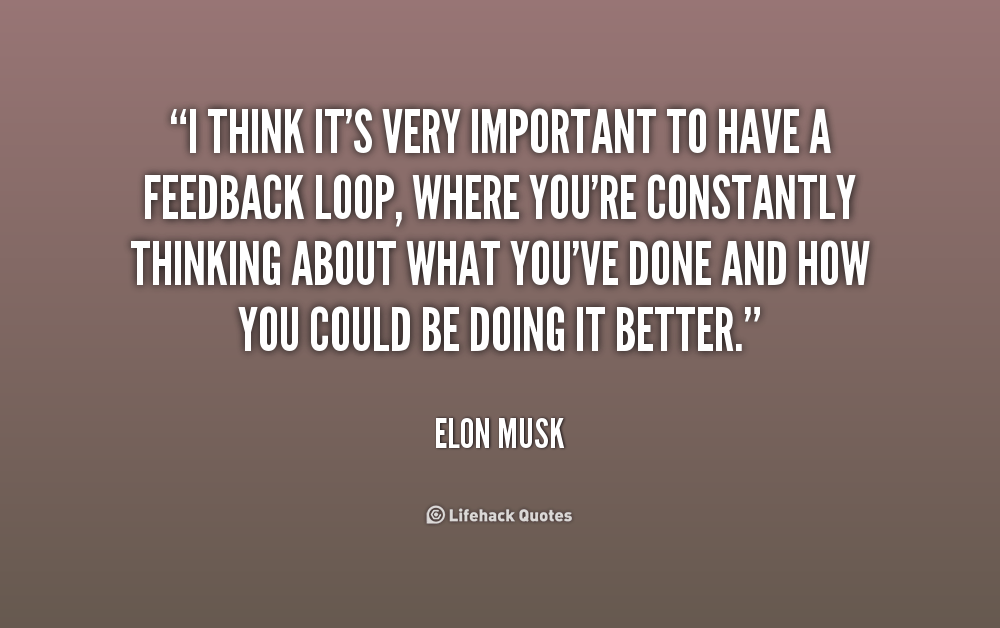 “I THINK IT’S VERY IMPORTANT TO HAVE A
FEEDBACK LOOP, WHERE YOU’RE CONSTANTLY
THINKING ABOUT WHAT YOU’VE DONE AND HOW
YOU COULD BE DOING IT BETTER.”
ELON MUSK
Lifehack Quotes